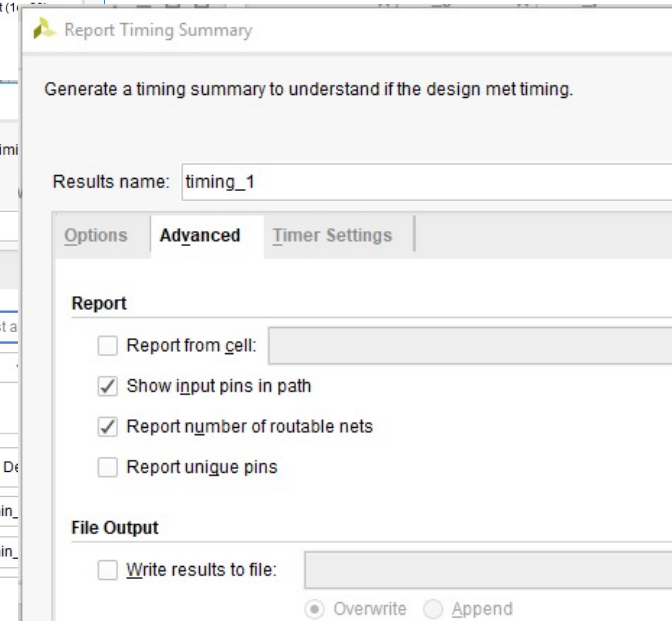 Report Timing Summary
Generate a timing summary to understand if the design met timing.
Results name: timing_1
Options Advanced Timer Settings
Report
Report from cell:
Show input pins in path
Report number of routable nets
Report unique pins
File Output
Write results to file:
Overwrite Append